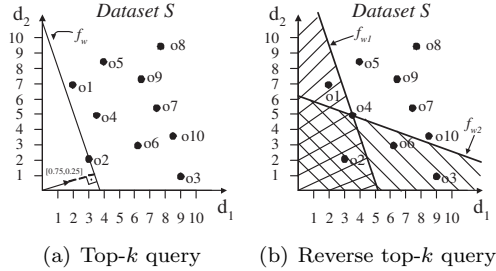 Dataset S
d2
fw
10
9
8
7
6
5
4
3
2
1
o8
o5
o7
o1
o4
o7
o10
o2
o6
o3
[0.75,0.25]
1 2 3 4 5 6 7 8 9 10
d1
(a) Top-k query
Dataset S
d2
fw1
10
9
8
7
6
5
4
3
2
1
o8
o5
o9
o1
o7
o4
o10
fw2
o6
o2
o3
1 2 3 4 5 6 7 8 9 10
d1
(b) Reverse top-k query